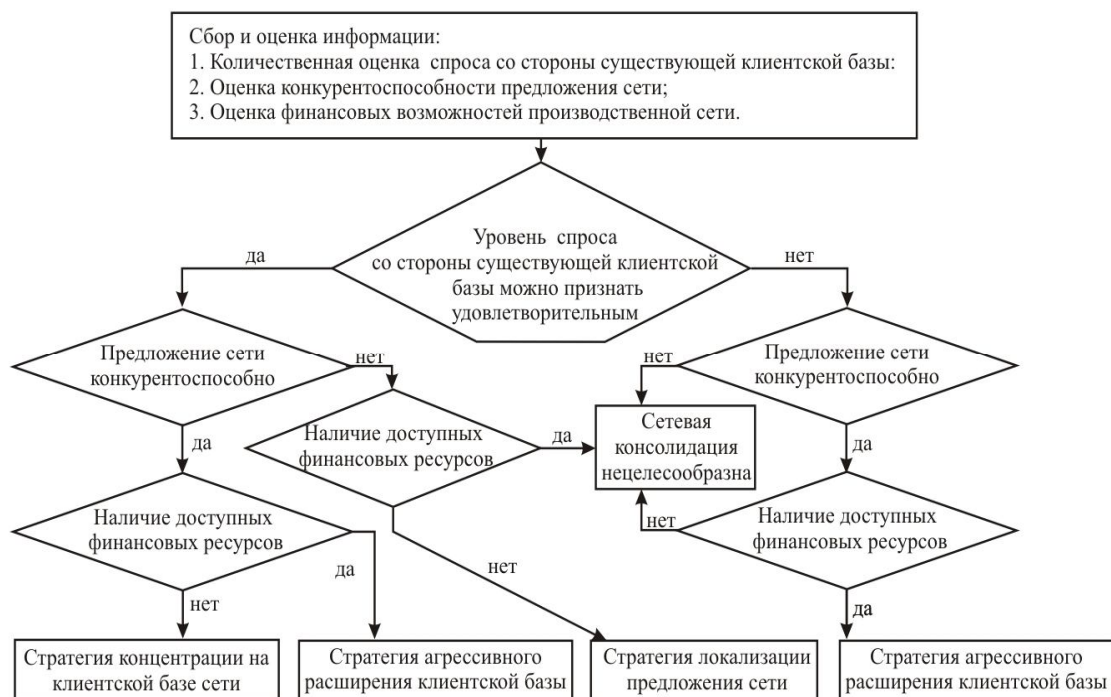 Сбор и оценка информации:
1. Количественная оценка спроса со стороны существующей клиентской базы:
2. Оценка конкурентоспособности предложения сети;
3. Оценка финансовых возможностей производственной сети.
Уровень спроса
со стороны существующей клиентской
базы можно признать
удовлетворительным
да
нет
Предложение сети
конкурентоспособно
нет
нет
Предложение сети
конкурентоспособно
да
Наличие доступных
финансовых ресурсов
да
Сетевая
консолидация
нецелесообразна
да
Наличие доступных
финансовых ресурсов
да
нет
нет
Наличие доступных
финансовых ресурсов
нет
да
Стратегия концентрации на
клиентской базе сети
Стратегия агрессивного
расширения клиентской базы
Стратегия локализации
предложения сети
Стратегия агрессивного
расширения клиентской базы